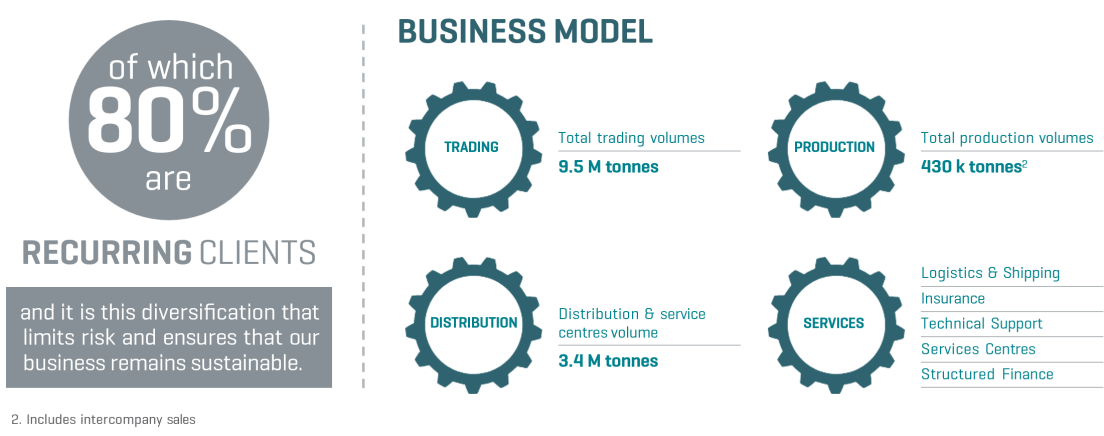 of which
80%
are
RECURRING CLIENTS
and it is this diversification that
limits risk and ensures that our
business remains sustainable.
BUSINESS MODEL
TRADING
Total trading volumes
9.5 M tonnes
PRODUCTION
Total production volumes
430 k tonnes²
DISTRIBUTION
Distribution & service
centres volume
3.4 M tonnes
SERVICES
Logistics & Shipping
Insurance
Technical Support
Services Centres
Structured Finance
2. Includes intercompany sales